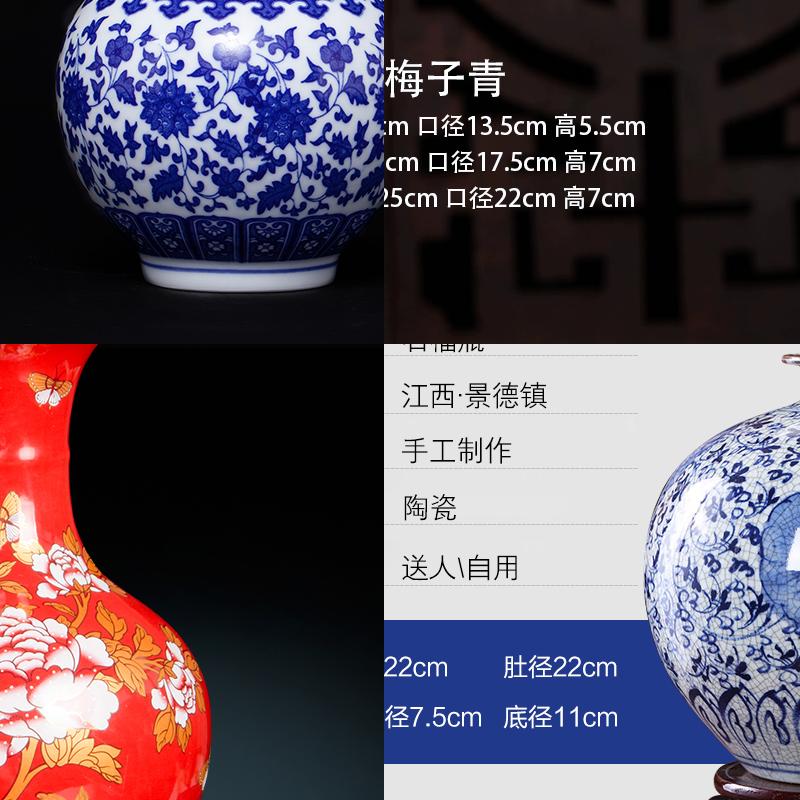 梅子青
cm 口径13.5cm 高5.5cm
cm 口径17.5cm 高7cm
25cm 口径22cm 高7cm
江西·景德镇
手工制作
陶瓷
送人\自用
22cm 肚径22cm
径7.5cm 底径11cm